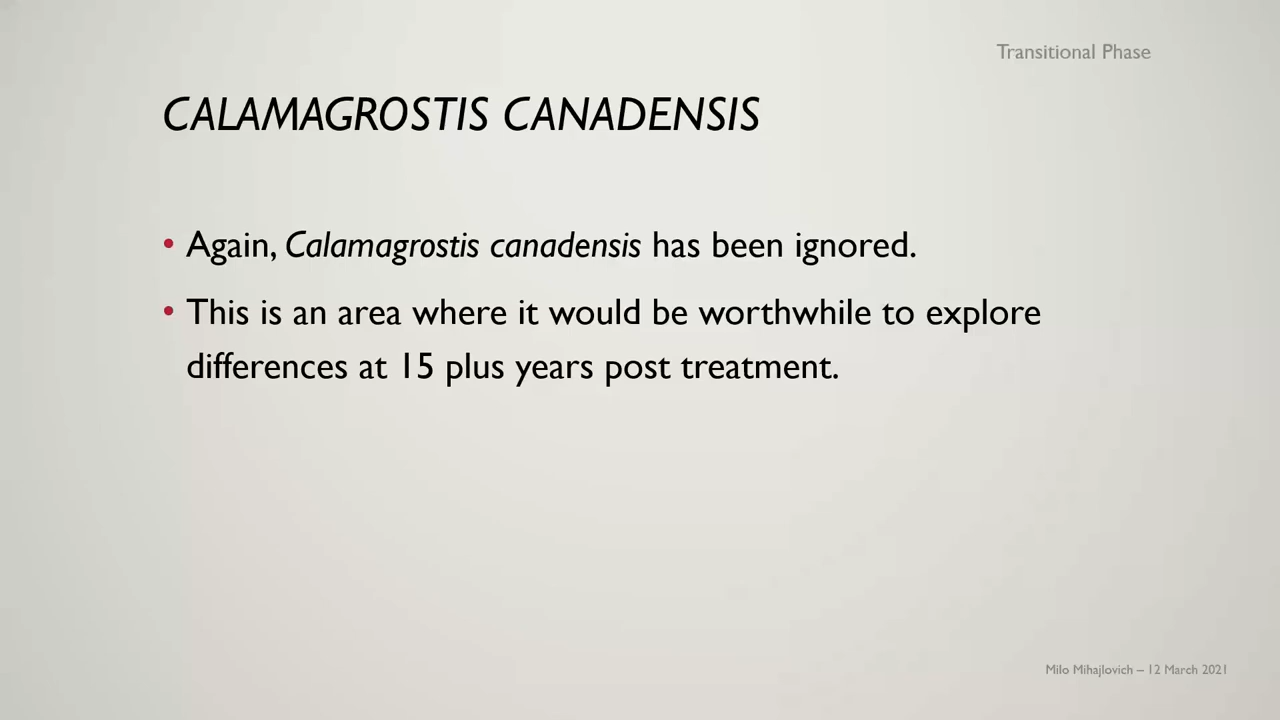 Transitional Phase
CALAMAGROSTIS CANADENSIS
• Again, Calamagrostis canadensis has been ignored.
• This is an area where it would be worthwhile to explore
differences at 15 plus years post treatment.
Milo Mihajlovich – 12 March 2021